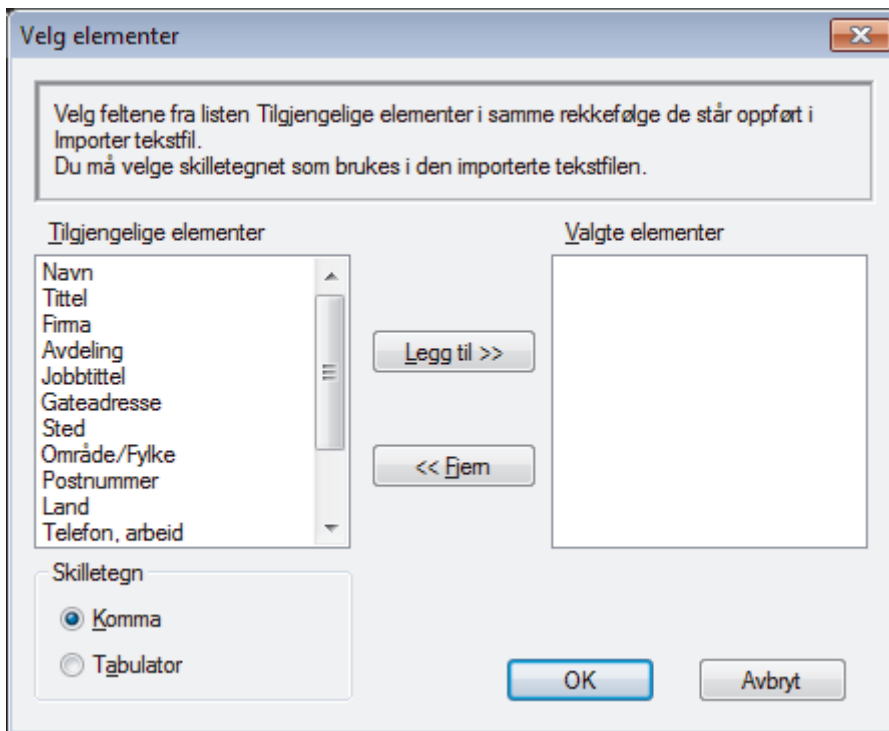 Velg elementer
Velg feltene fra listen Tilgjengelige elementer i samme rekkefølge de står oppført i
Importer tekstfil.
Du må velge skilletegnet som brukes i den importerte tekstfilen.
Tilgjengelige elementer
Valgte elementer
Navn
Tittel
Firma
Avdeling
Jobbtittel
Gateadresse
Sted
Område/Fylke
Postnummer
Land
Telefon, arbeid
Legg til >>
<< Fjern
Skilletegn
Komma
Tabulator
OK
Avbryt